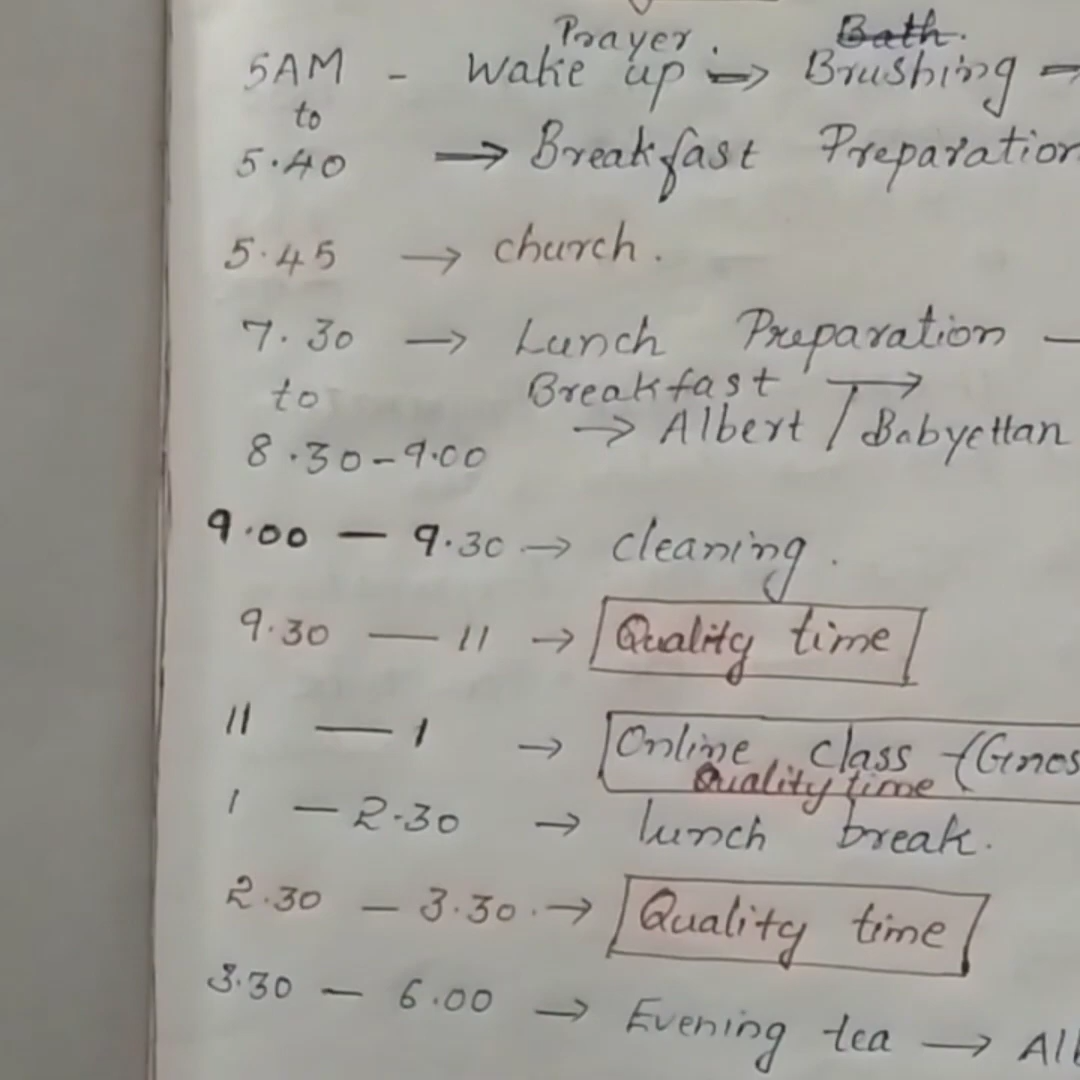 Prayer. Bath.
5AM - Wake up → Brushing →
to
5.40 → Breakfast Preparation
5.45 → church.
7.30 → Lunch Preparation —
to Breakfast →
→ Albert / Babyettan
8.30-9.00
9.00 — 9.30 → cleaning.
9.30 — 11 → Quality time
11 — 1 → Online class (Gnos
Quality time
1 — 2.30 → lunch break.
2.30 — 3.30. → Quality time
3.30 — 6.00 → Evening tea → Alb